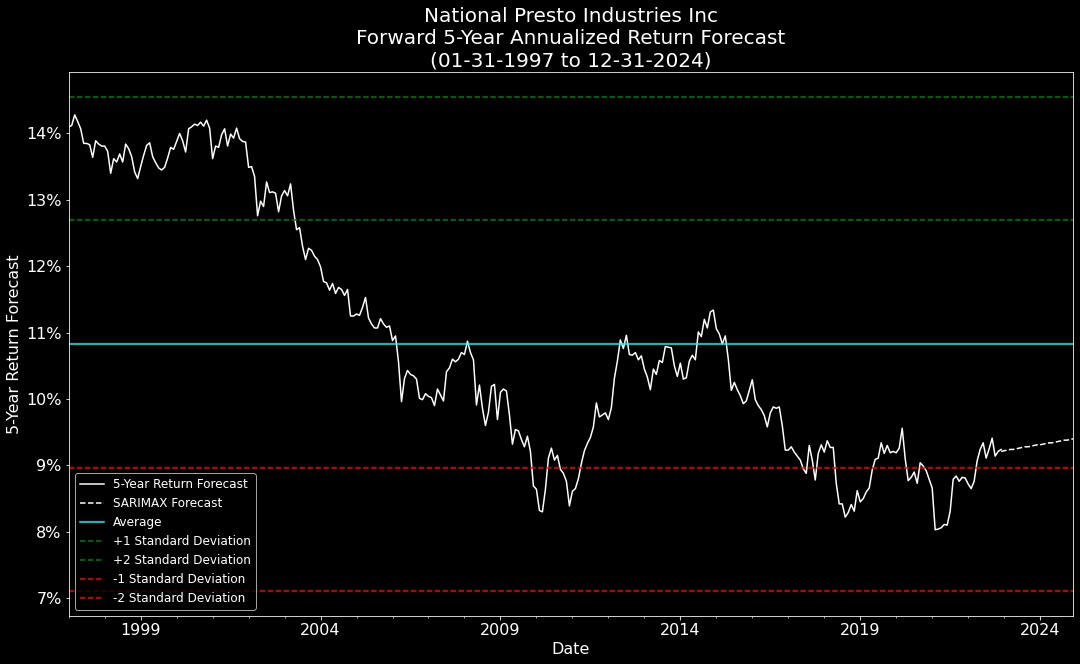 National Presto Industries Inc
Forward 5-Year Annualized Return Forecast
(01-31-1997 to 12-31-2024)
5-Year Return Forecast
14%
13%
12%
11%
10%
9%
8%
7%
5-Year Return Forecast
SARIMAX Forecast
Average
+1 Standard Deviation
+2 Standard Deviation
-1 Standard Deviation
-2 Standard Deviation
1999 2004 2009 2014 2019 2024
Date